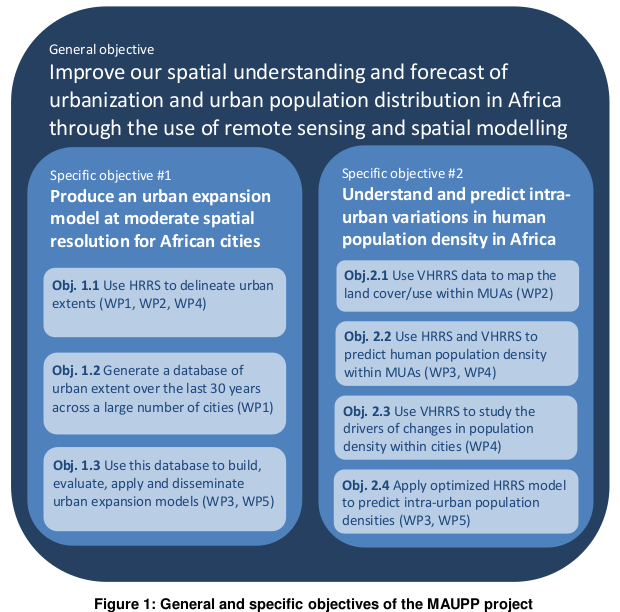 General objective
Improve our spatial understanding and forecast of
urbanization and urban population distribution in Africa
through the use of remote sensing and spatial modelling
Specific objective #1
Produce an urban expansion
model at moderate spatial
resolution for African cities
Obj. 1.1 Use HRRS to delineate urban
extents (WP1, WP2, WP4)
Obj. 1.2 Generate a database of
urban extent over the last 30 years
across a large number of cities (WP1)
Obj. 1.3 Use this database to build,
evaluate, apply and disseminate
urban expansion models (WP3, WP5)
Specific objective #2
Understand and predict intra-
urban variations in human
population density in Africa
Obj.2.1 Use VHRRS data to map the
land cover/use within MUAs (WP2)
Obj. 2.2 Use HRRS and VHRRS to
predict human population density
within MUAs (WP3, WP4)
Obj. 2.3 Use VHRRS to study the
drivers of changes in population
density within cities (WP4)
Obj. 2.4 Apply optimized HRRS model
to predict intra-urban population
densities (WP3, WP5)
Figure 1: General and specific objectives of the MAUPP project